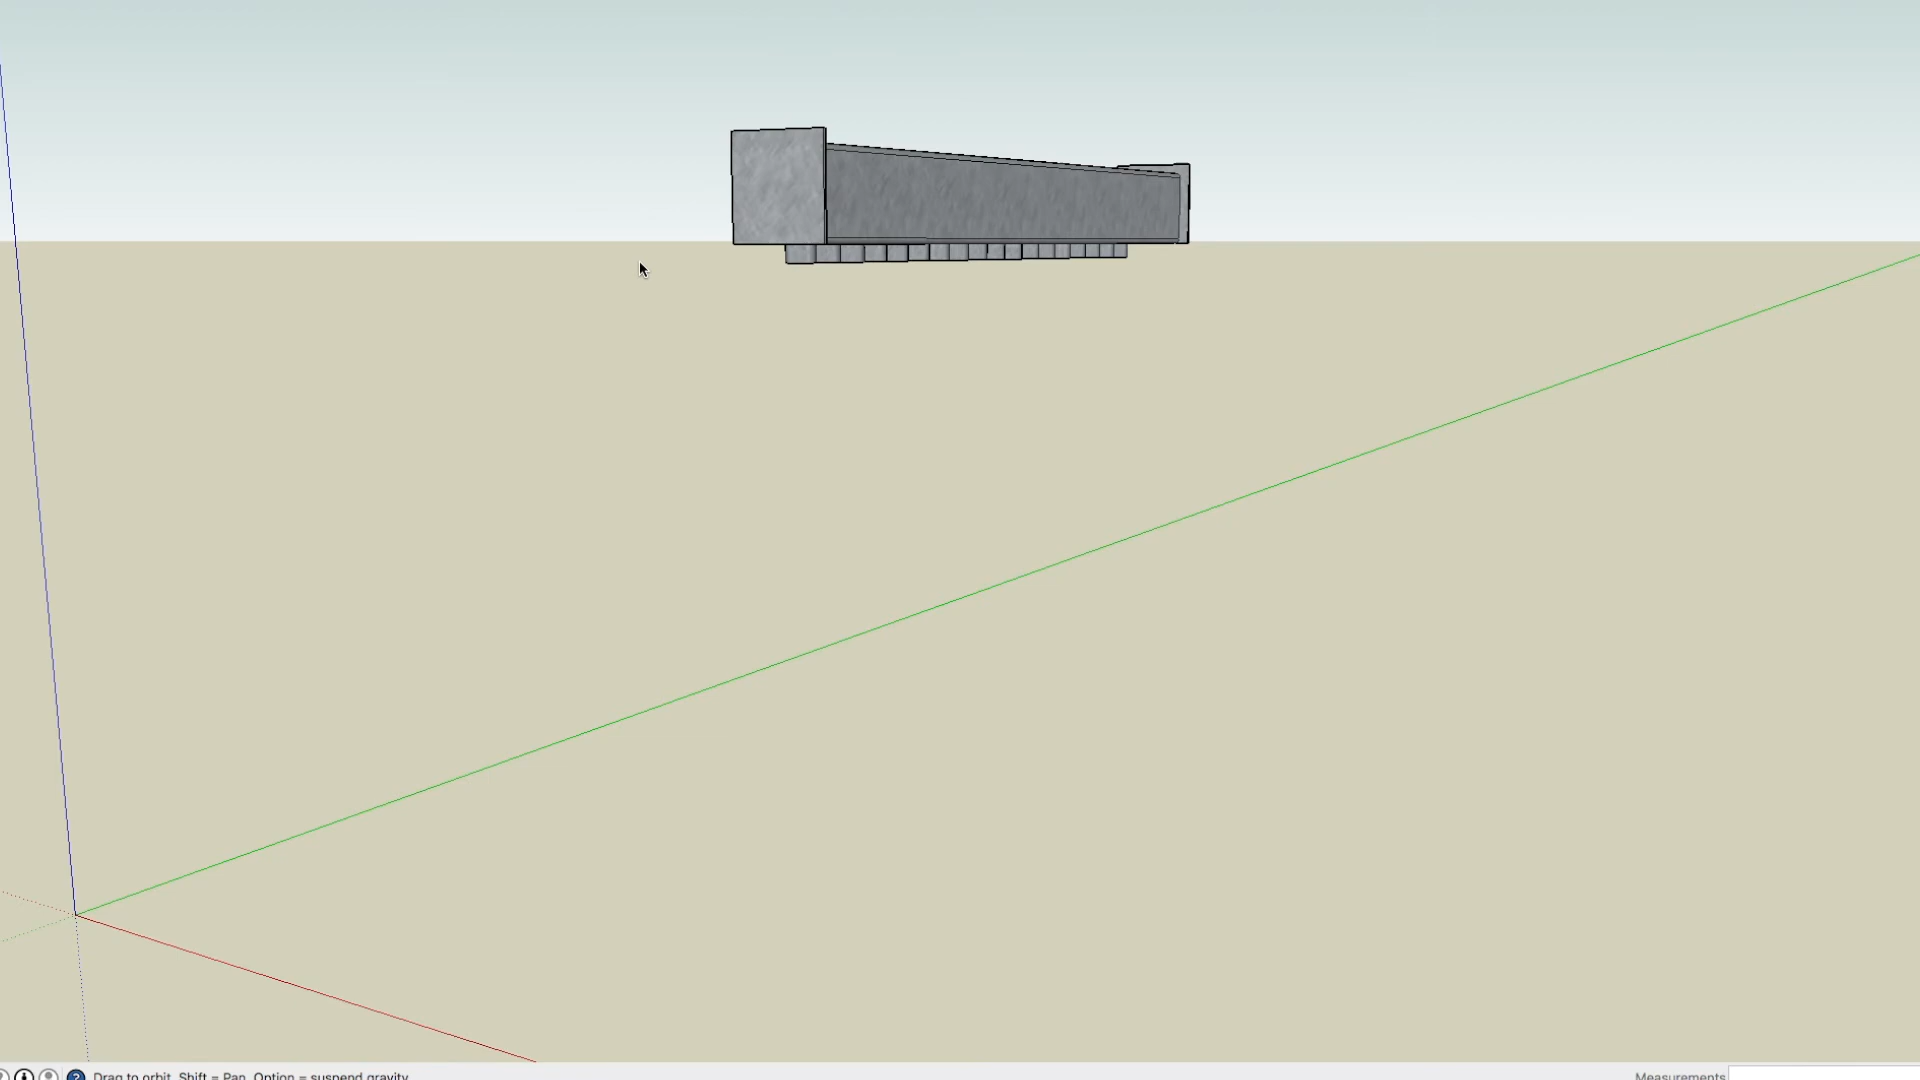 Drag to orbit. Shift = Pan, Option = suspend gravity
Measurements